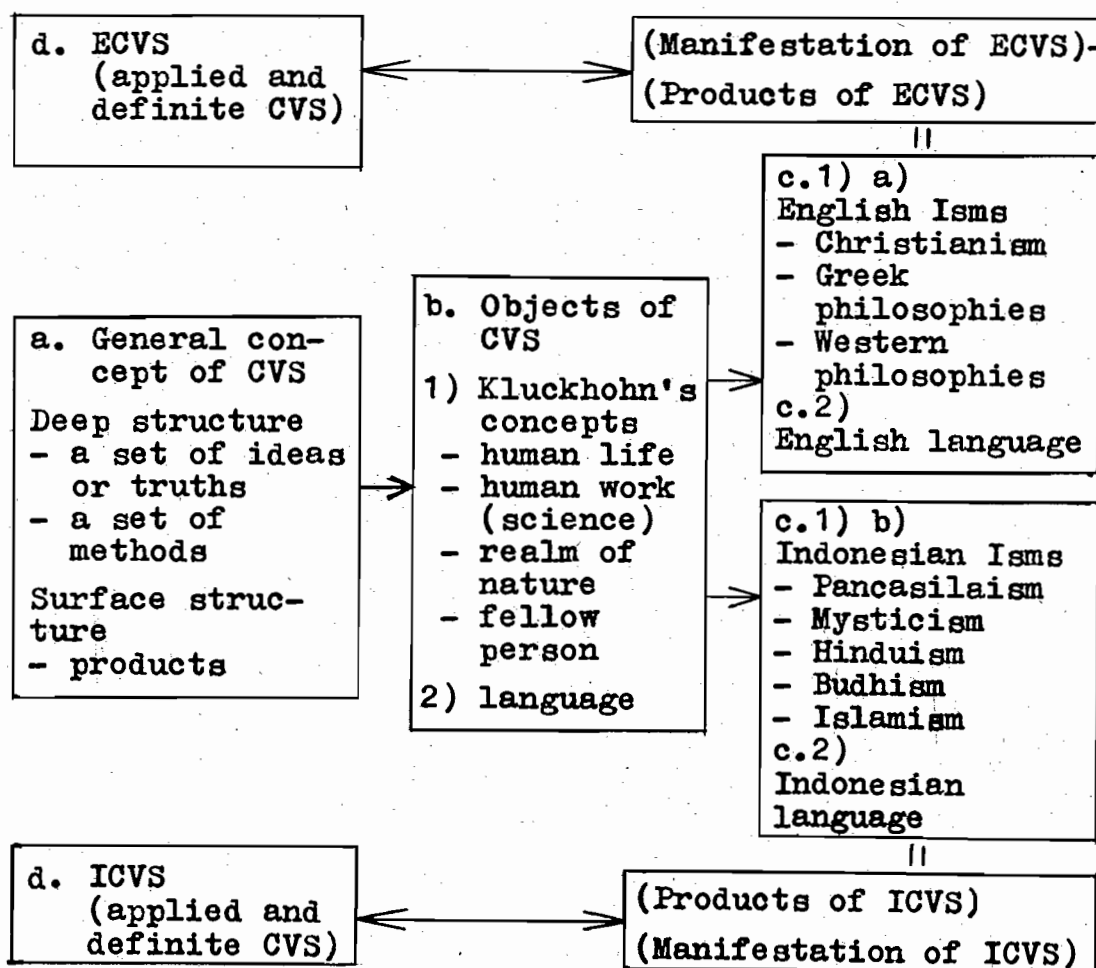 d. ECVS
(applied and
definite CVS)
(Manifestation of ECVS)-
(Products of ECVS)
=
c.1) a)
English Isms
- Christianism
- Greek
philosophies
- Western
philosophies
c.2)
English language
a. General con-
cept of CVS
Deep structure
- a set of ideas
or truths
- a set of
methods
Surface struc-
ture
- products
b. Objects of
CVS
1) Kluckhohn's
concepts
- human life
- human work
(science)
- realm of
nature
- fellow
person
2) language
c.1) b)
Indonesian Isms
- Pancasilaism
- Mysticism
- Hinduism
- Budhism
- Islamism
c.2)
Indonesian
language
=
d. ICVS
(applied and
definite CVS)
(Products of ICVS)
(Manifestation of ICVS)